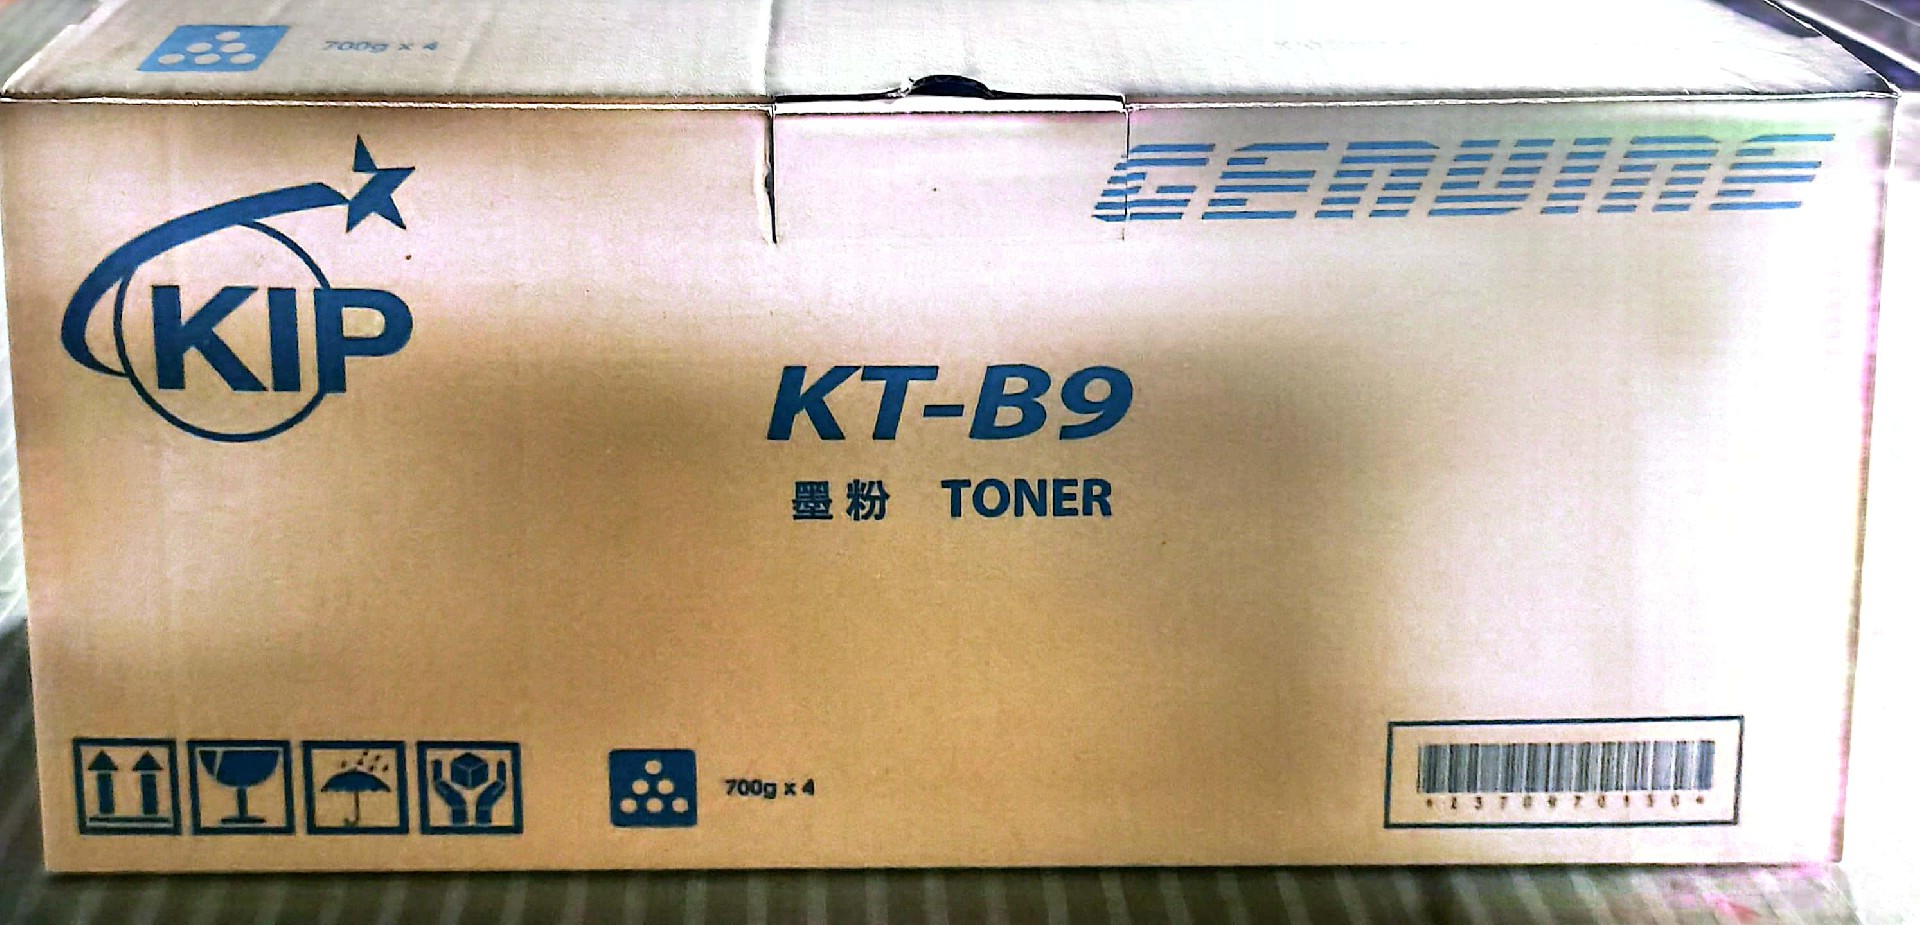 700g x 4
GENUINE
KIP
KT-B9
墨粉 TONER
700g x 4